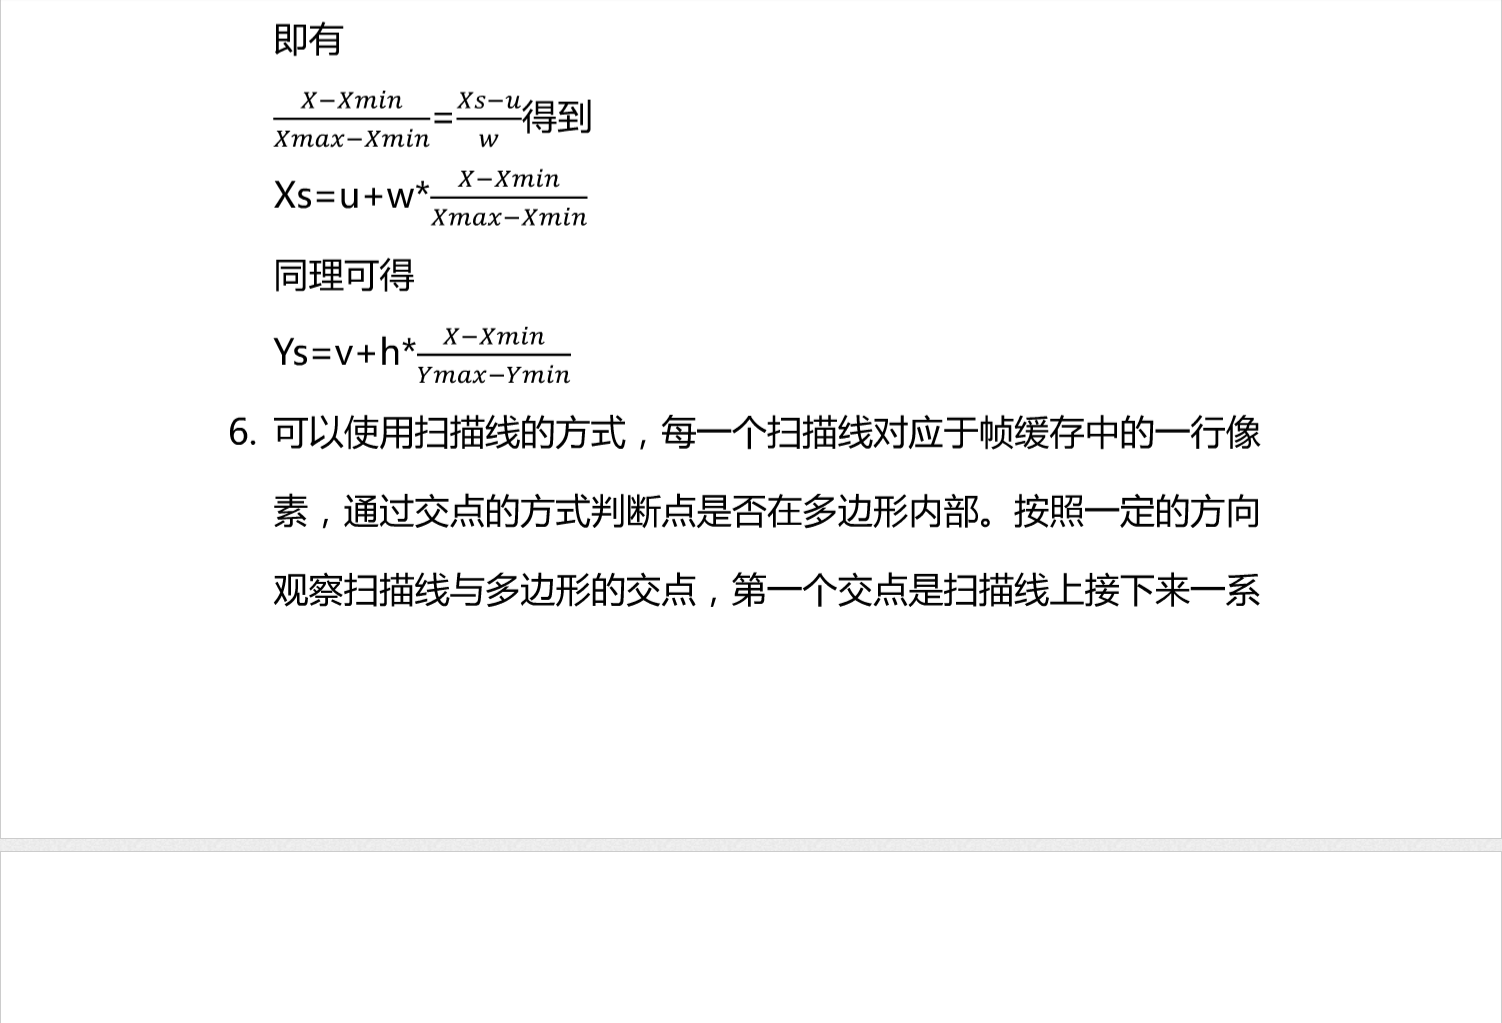 即有
\frac{X-Xmin}{Xmax-Xmin}=\frac{Xs-u}{w}得到
Xs=u+w*\frac{X-Xmin}{Xmax-Xmin}
同理可得
Ys=v+h*\frac{X-Xmin}{Ymax-Ymin}
6. 可以使用扫描线的方式，每一个扫描线对应于帧缓存中的一行像
素，通过交点的方式判断点是否在多边形内部。按照一定的方向
观察扫描线与多边形的交点，第一个交点是扫描线上接下来一系